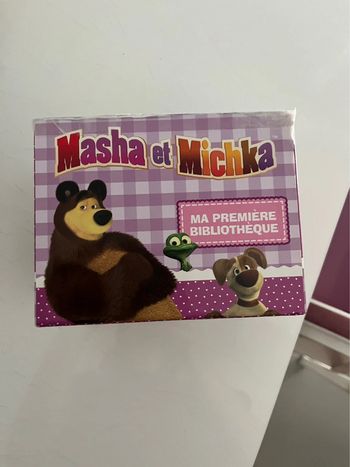 Masha et Michka
MA PREMIÈRE
BIBLIOTHÈQUE